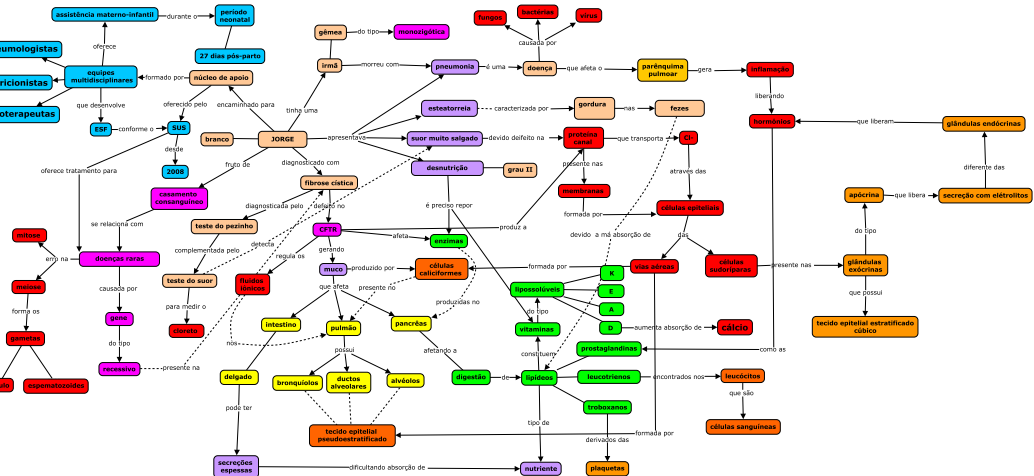 assistência materno-infantil
durante o
período
neonatal
27 dias pós-parto
oferece
eumologistas
ricionistas
oterapeutas
equipes
multidisciplinares
formado por
núcleo de apoio
que desenvolve
ESF
conforme o
SUS
desde
2008
oferecido pelo
encaminhado para
oferece tratamento para
gêmea
do tipo
monozigótica
irmã
morreu com
pneumonia
é uma
doença
causada por
fungos
bactérias
vírus
que afeta o
parênquima
pulmoar
gera
inflamação
liberando
hormônios
que liberam
glândulas endócrinas
tinha uma
branco
JORGE
apresentava
esteatorreia
caracterizada por
gordura
nas
fezes
suor muito salgado
devido deifeito na
proteína
canal
que transporta
Cl-
desnutrição
grau II
presente nas
membranas
formada por
através das
células epiteliais
diferente das
apócrina
que libera
secreção com elétrolitos
fruto de
diagnosticado com
casamento
consanguíneo
fibrose cística
se relaciona com
diagnosticada pelo
defeito no
é preciso repor
teste do pezinho
CFTR
afeta
enzimas
produz a
devido a má absorção de
das
do tipo
mitose
erro na
doenças raras
complementada pelo
detecta
regula os
gerando
meiose
causada por
teste do suor
fluidos
iônicos
muco
produzido por
células
caliciformes
formada por
vias aéreas
células
sudoríparas
presente nas
glândulas
exócrinas
K
E
A
D
lipossolúveis
que afeta
presente no
produzidas no
que possui
forma os
gene
para medir o
cloreto
intestino
pulmão
pancrêas
do tipo
vitaminas
aumenta absorção de
cálcio
tecido epitelial estratificado
cúbico
gametas
do tipo
nos
possui
afetando a
constituem
prostaglandinas
como as
recessivo
presente na
espematozoídes
delgado
bronquíolos
ductos
alveolares
alvéolos
digestão
de
lipídeos
leucotrienos
encontrados nos
leucócitos
que são
células sanguíneas
pode ter
troboxanos
tecido epitelial
pseudoestratificado
formada por
tipo de
derivados das
secreções
espessas
dificultando absorção de
nutriente
plaquetas